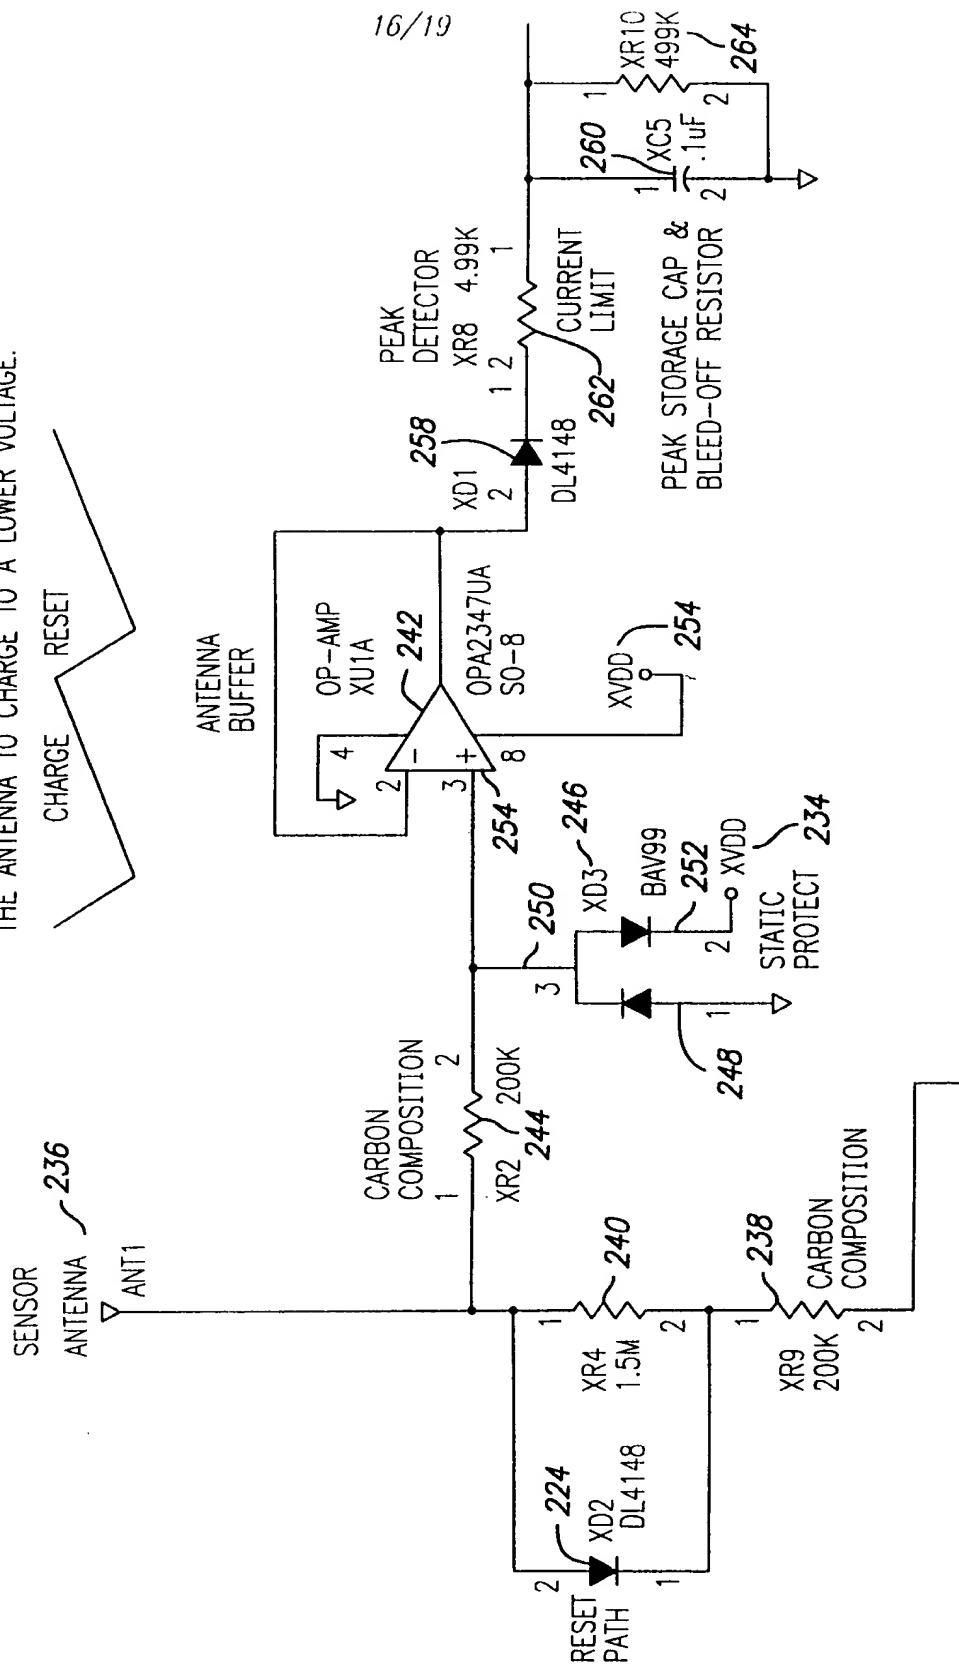 16/19
THE ANTENNA TO CHARGE TO A LOWER VOLTAGE.
CHARGE
RESET
SENSOR
ANTENNA
236
ANT1
ANTENNA
BUFFER
OP-AMP
XU1A
242
4
2
3
8
-
+
254
OPA2347UA
SO-8
XVDD
254
CARBON
COMPOSITION
1
2
XR2
200K
244
250
3
XD3
246
BAV99
252
2
XVDD
234
STATIC
PROTECT
1
248
PEAK
DETECTOR
XR8 4.99K
1
2
1
258
XD1
2
DL4148
262
CURRENT
LIMIT
260
1
XC5
.1uF
2
1
XR10
499K
2
264
PEAK STORAGE CAP &
BLEED-OFF RESISTOR
RESET
PATH
2
224
XD2
DL4148
1
1
240
XR4
1.5M
2
1
238
XR9
200K
2
CARBON
COMPOSITION